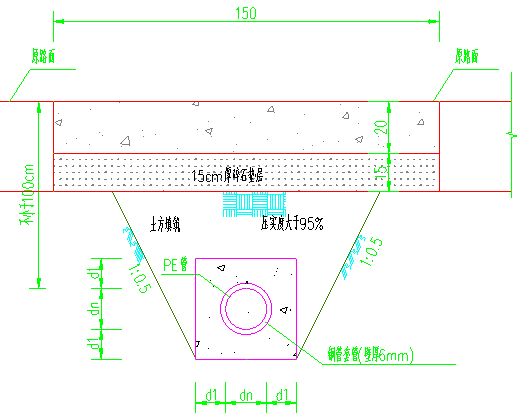 150
原路面
原路面
20
15
15cm厚碎石垫层
不小于100cm
土方填筑
压实度大于95%
1:0.5
1:0.5
PE管
d1
dn
d1
钢管套管(壁厚6mm)
d1
dn
d1